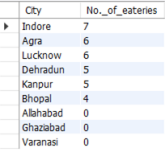 City No._of_eateries
Indore 7
Agra 6
Lucknow 6
Dehradun 5
Kanpur 5
Bhopal 4
Allahabad 0
Ghaziabad 0
Varanasi 0